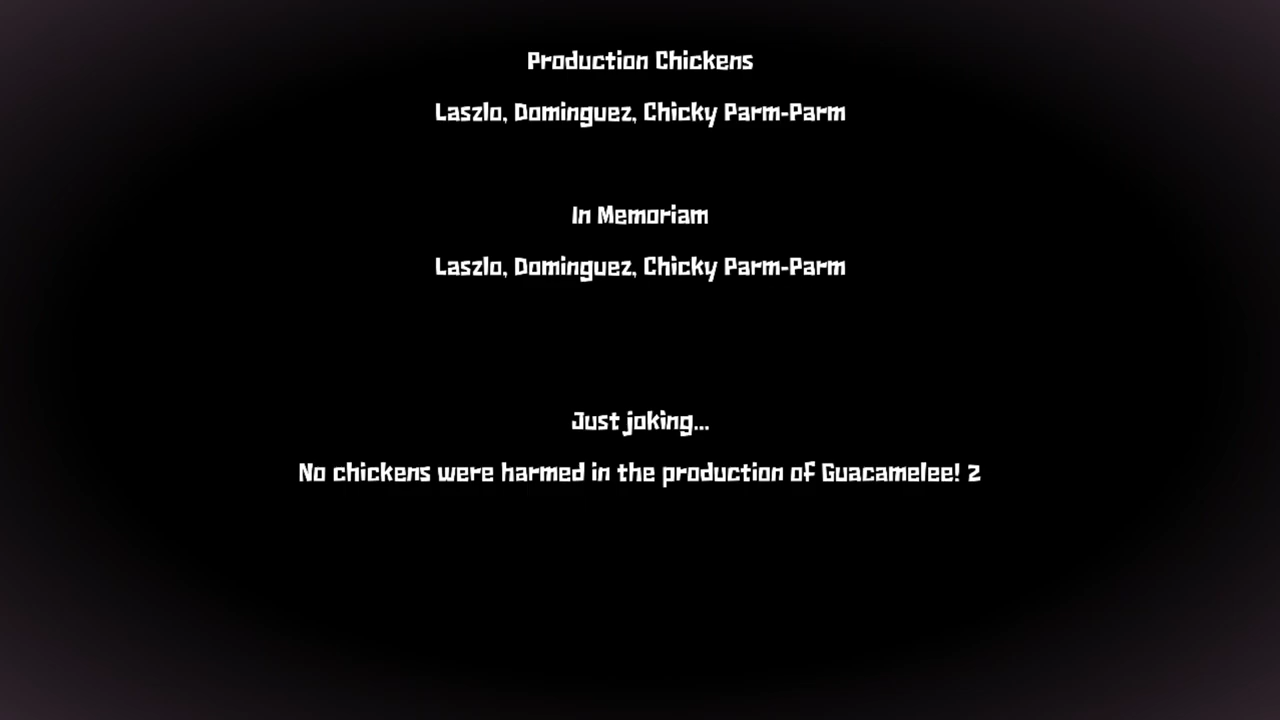 Production Chickens
Laszlo, Dominguez, Chicky Parm-Parm
In Memoriam
Laszlo, Dominguez, Chicky Parm-Parm
Just joking...
No chickens were harmed in the production of Guacamelee! 2